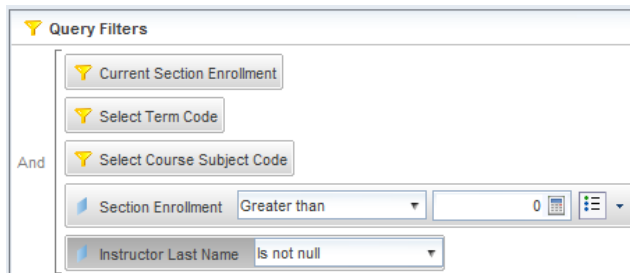 Query Filters
Current Section Enrollment
Select Term Code
And
Select Course Subject Code
Section Enrollment Greater than 0
Instructor Last Name Is not null